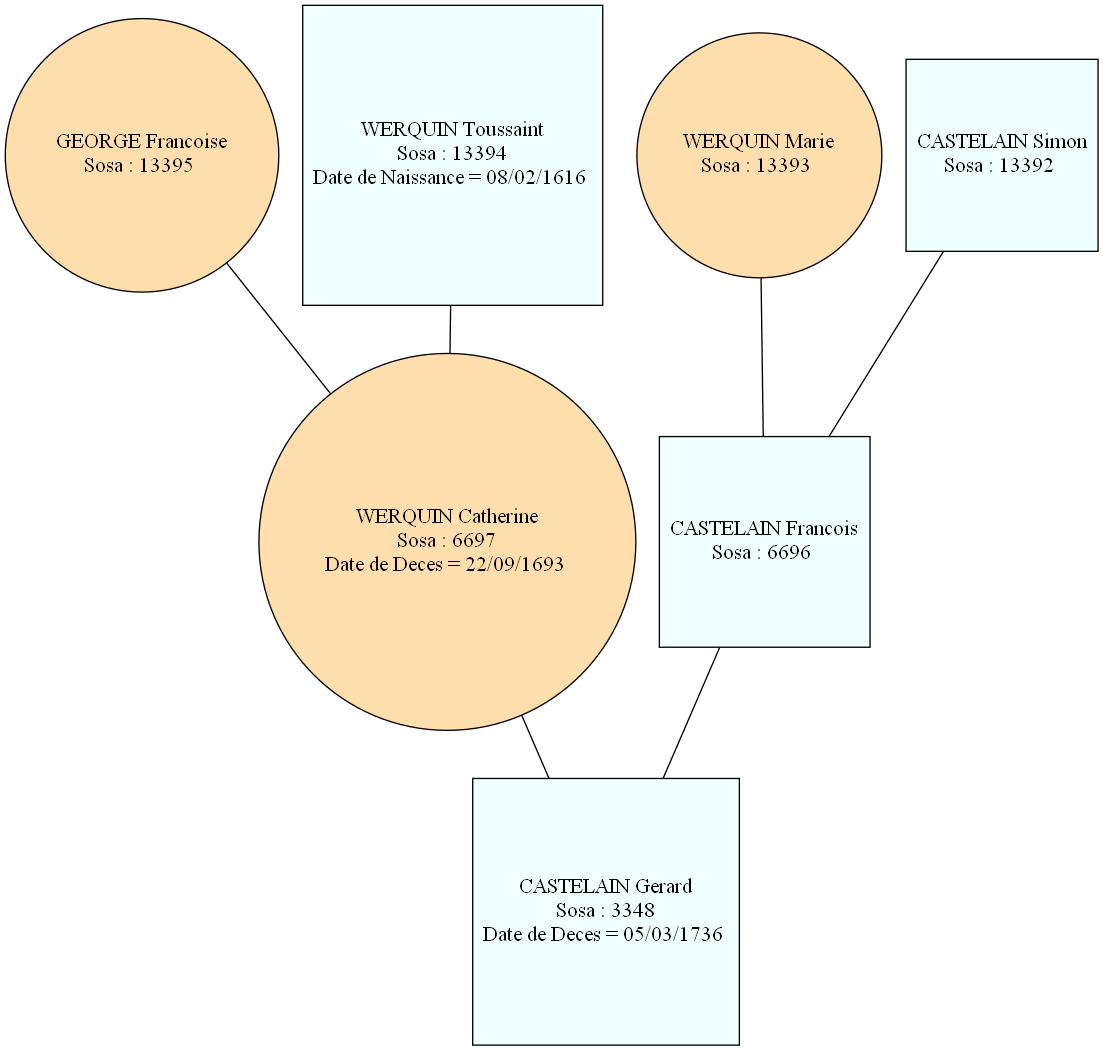 GEORGE Francoise
Sosa : 13395
WERQUIN Toussaint
Sosa : 13394
Date de Naissance = 08/02/1616
WERQUIN Marie
Sosa : 13393
CASTELAIN Simon
Sosa : 13392
WERQUIN Catherine
Sosa : 6697
Date de Deces = 22/09/1693
CASTELAIN Francois
Sosa : 6696
CASTELAIN Gerard
Sosa : 3348
Date de Deces = 05/03/1736